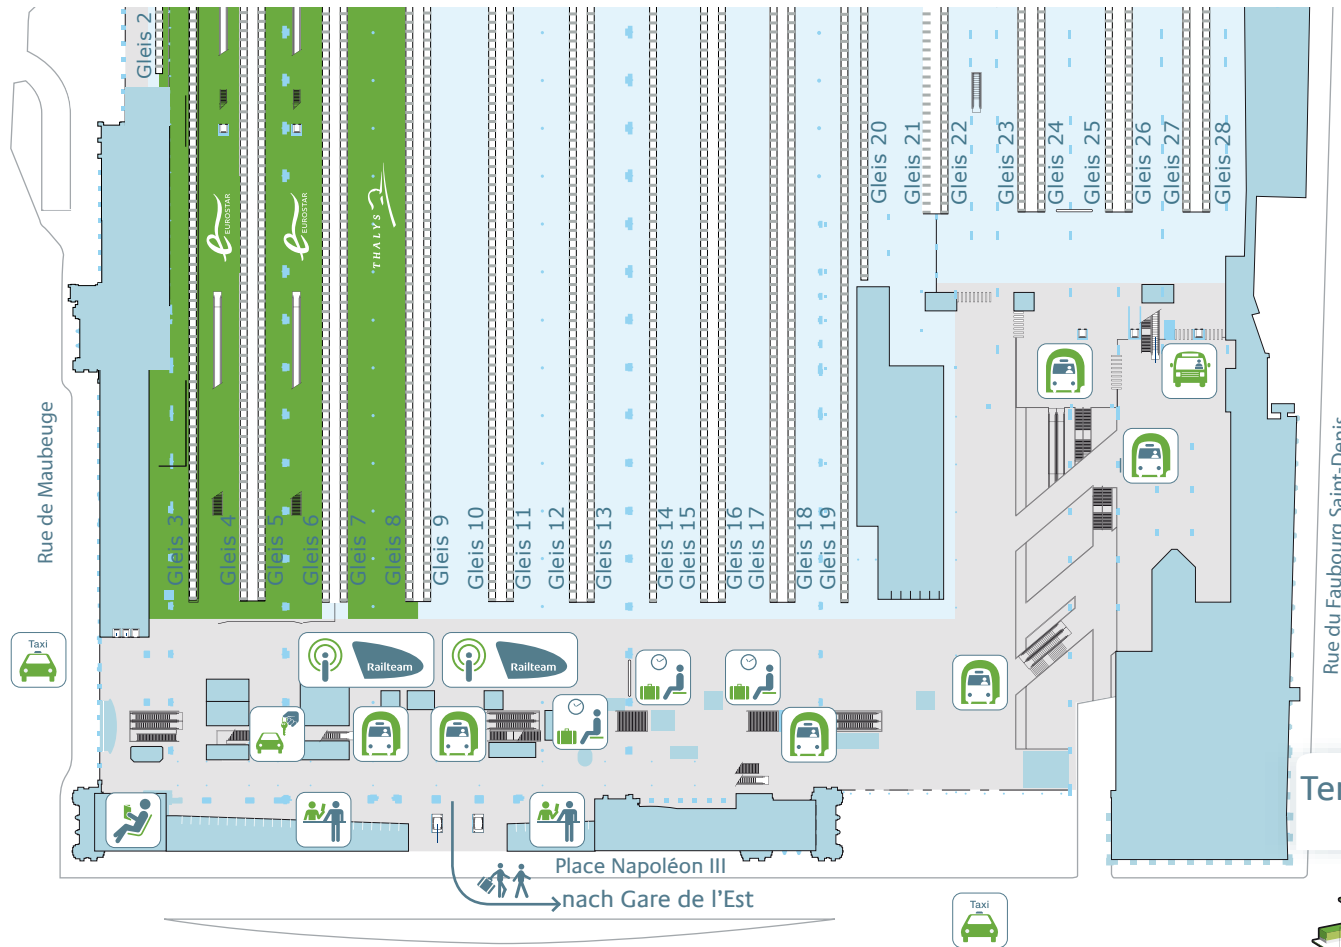 Gleis 2
Gleis 20
Gleis 21
Gleis 22
Gleis 23
Gleis 24
Gleis 25
Gleis 26
Gleis 27
Gleis 28
EUROSTAR
EUROSTAR
THALYS
Rue de Maubeuge
Gleis 3
Gleis 4
Gleis 5
Gleis 6
Gleis 7
Gleis 8
Gleis 9
Gleis 10
Gleis 11
Gleis 12
Gleis 13
Gleis 14
Gleis 15
Gleis 16
Gleis 17
Gleis 18
Gleis 19
Rue du Faubourg Saint-Denis
Taxi
Railteam
Railteam
Ter
Place Napoléon III
nach Gare de l'Est
Taxi